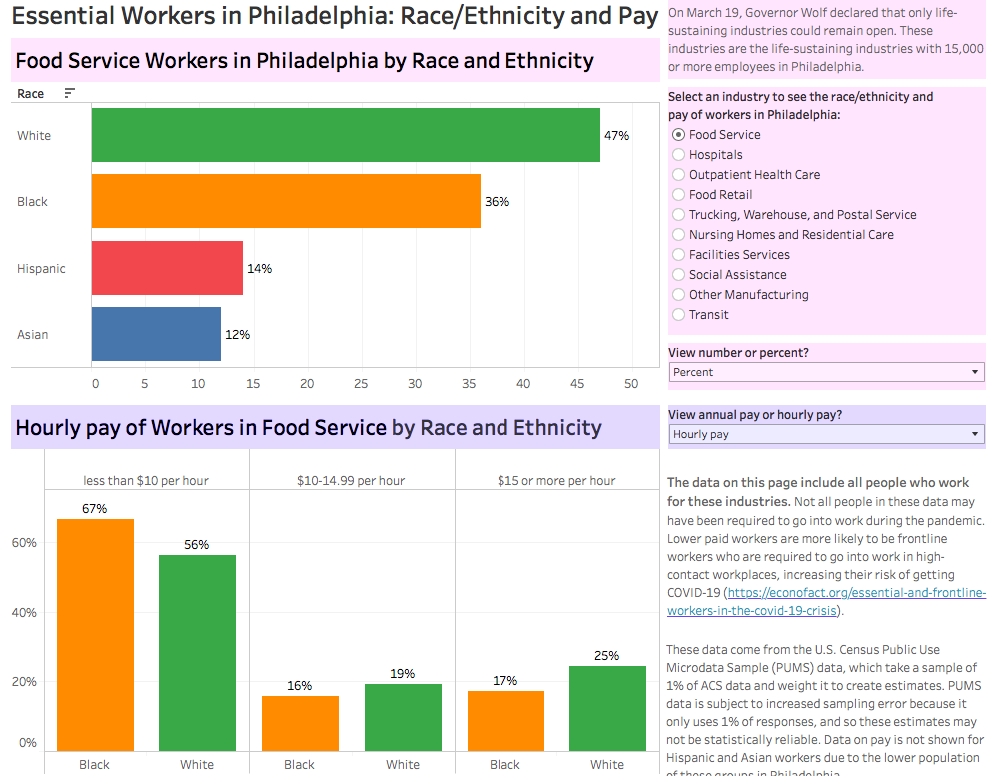 Essential Workers in Philadelphia: Race/Ethnicity and Pay
Food Service Workers in Philadelphia by Race and Ethnicity
Race
White
47%
Black
36%
Hispanic
14%
Asian
12%
0 5 10 15 20 25 30 35 40 45 50
Hourly pay of Workers in Food Service by Race and Ethnicity
less than $10 per hour
$10-14.99 per hour
$15 or more per hour
60%
40%
20%
0%
67%
56%
16%
19%
17%
25%
Black White Black White Black White
On March 19, Governor Wolf declared that only life-
sustaining industries could remain open. These
industries are the life-sustaining industries with 15,000
or more employees in Philadelphia.
Select an industry to see the race/ethnicity and
pay of workers in Philadelphia:
Food Service
Hospitals
Outpatient Health Care
Food Retail
Trucking, Warehouse, and Postal Service
Nursing Homes and Residential Care
Facilities Services
Social Assistance
Other Manufacturing
Transit
View number or percent?
Percent
View annual pay or hourly pay?
Hourly pay
The data on this page include all people who work
for these industries. Not all people in these data may
have been required to go into work during the pandemic.
Lower paid workers are more likely to be frontline
workers who are required to go into work in high-
contact workplaces, increasing their risk of getting
COVID-19 (https://econofact.org/essential-and-frontline-
workers-in-the-covid-19-crisis).
These data come from the U.S. Census Public Use
Microdata Sample (PUMS) data, which take a sample of
1% of ACS data and weight it to create estimates. PUMS
data is subject to increased sampling error because it
only uses 1% of responses, and so these estimates may
not be statistically reliable. Data on pay is not shown for
Hispanic and Asian workers due to the lower population
of these groups in Philadelphia.